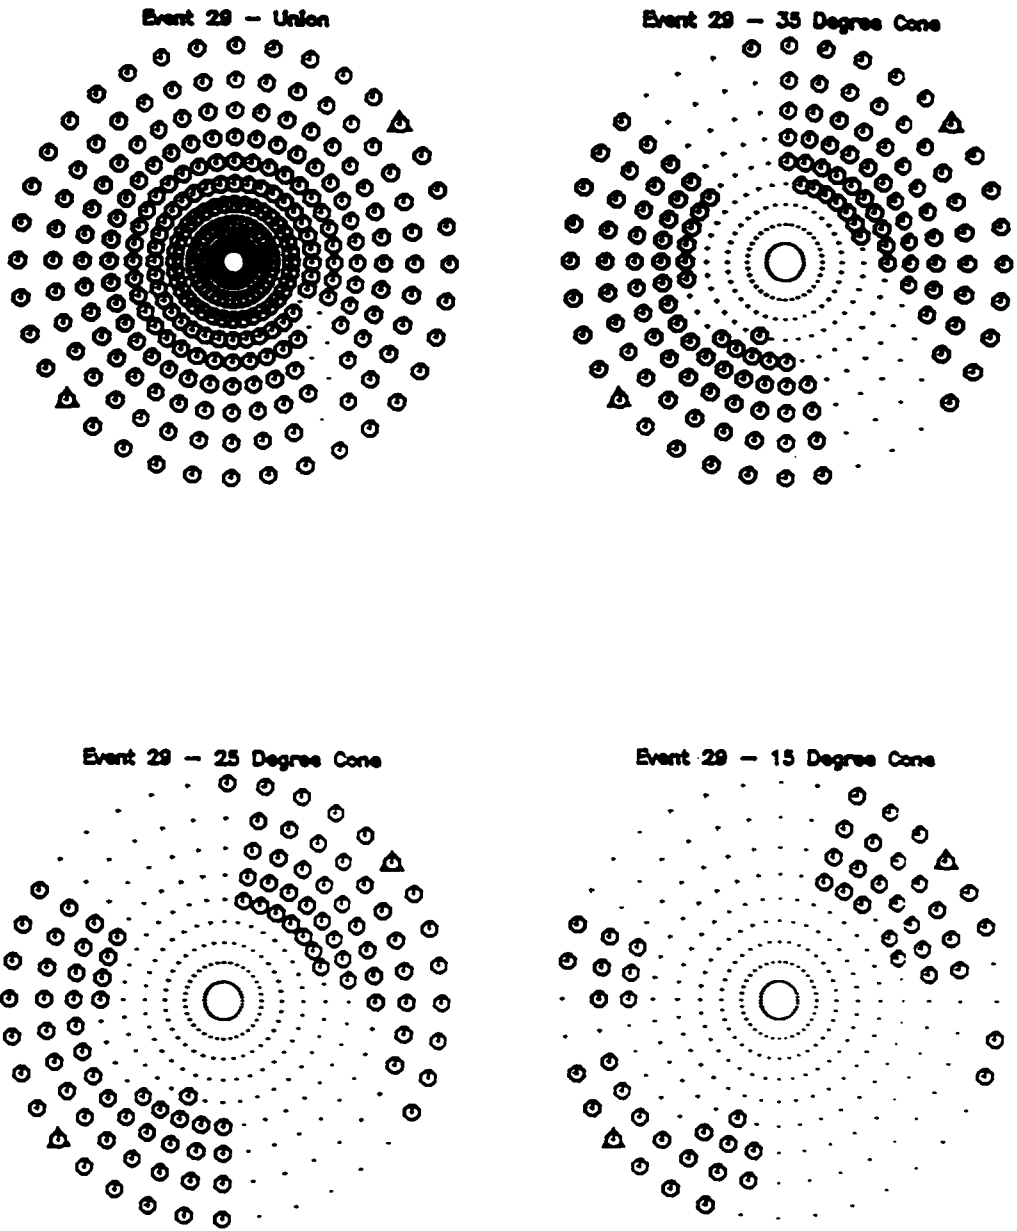 Event 29 - Union
Event 29 - 35 Degree Cone
Event 29 - 25 Degree Cone
Event 29 - 15 Degree Cone